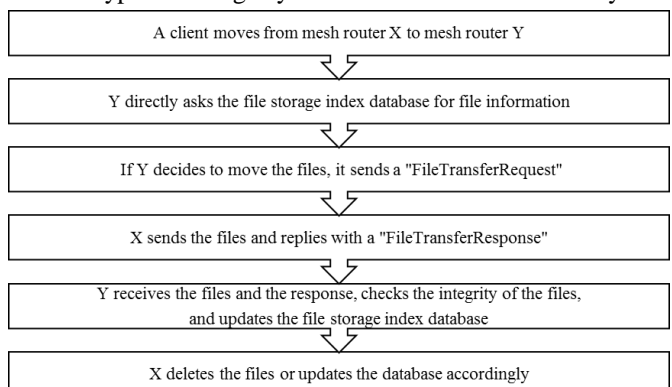 A client moves from mesh router X to mesh router Y
Y directly asks the file storage index database for file information
If Y decides to move the files, it sends a "FileTransferRequest"
X sends the files and replies with a "FileTransferResponse"
Y receives the files and the response, checks the integrity of the files,
and updates the file storage index database
X deletes the files or updates the database accordingly